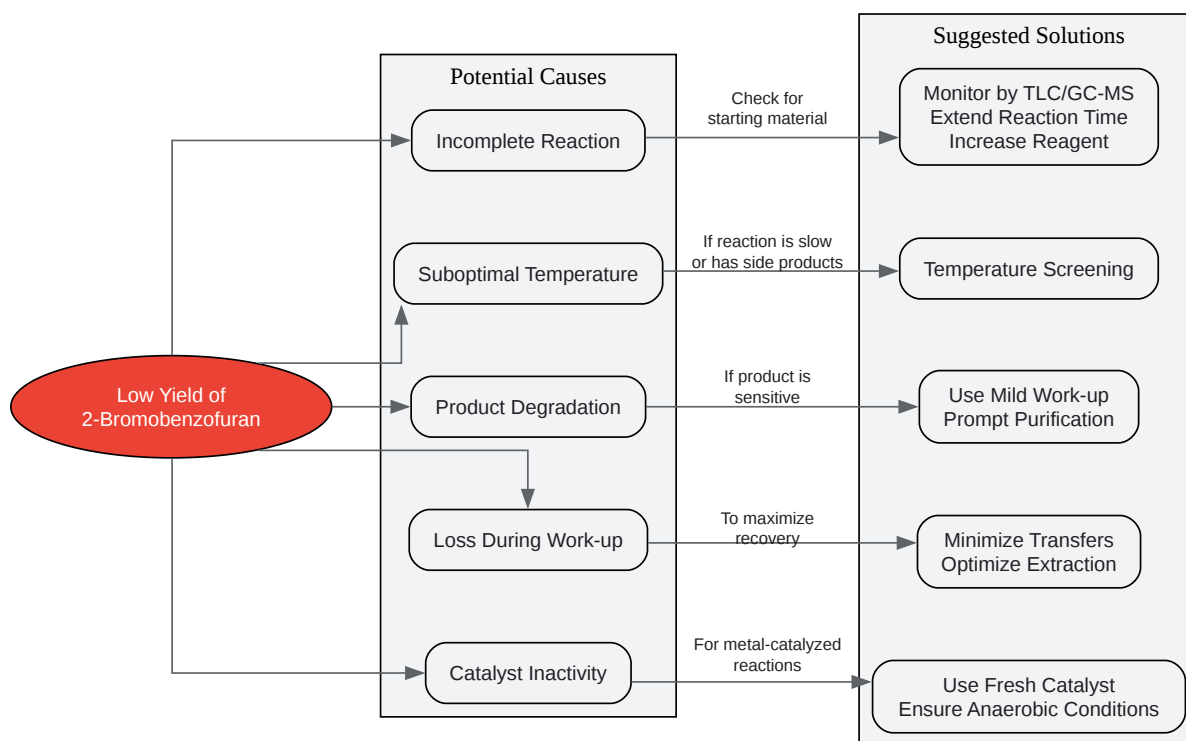 Suggested Solutions
Potential Causes
Low Yield of
2-Bromobenzofuran
Incomplete Reaction
Check for
starting material
Monitor by TLC/GC-MS
Extend Reaction Time
Increase Reagent
Suboptimal Temperature
If reaction is slow
or has side products
Temperature Screening
Product Degradation
If product is
sensitive
Use Mild Work-up
Prompt Purification
Loss During Work-up
To maximize
recovery
Minimize Transfers
Optimize Extraction
Catalyst Inactivity
For metal-catalyzed
reactions
Use Fresh Catalyst
Ensure Anaerobic Conditions